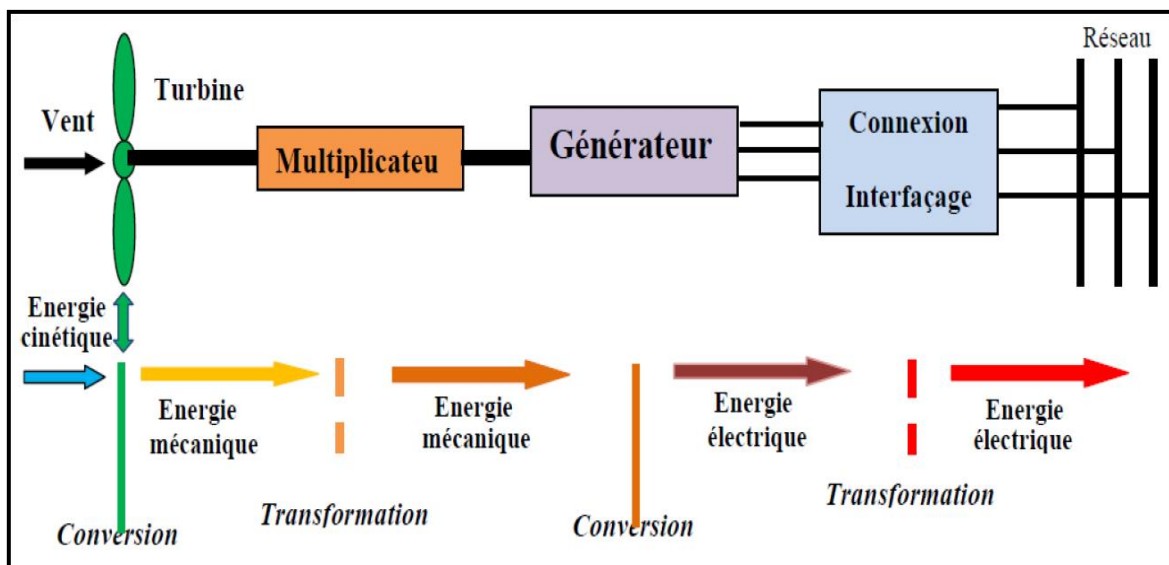 Réseau
Turbine
Vent
Multiplicateu
Générateur
Connexion
Interfaçage
Energie
cinétique
Energie
mécanique
Energie
mécanique
Energie
électrique
Energie
électrique
Conversion
Transformation
Conversion
Transformation